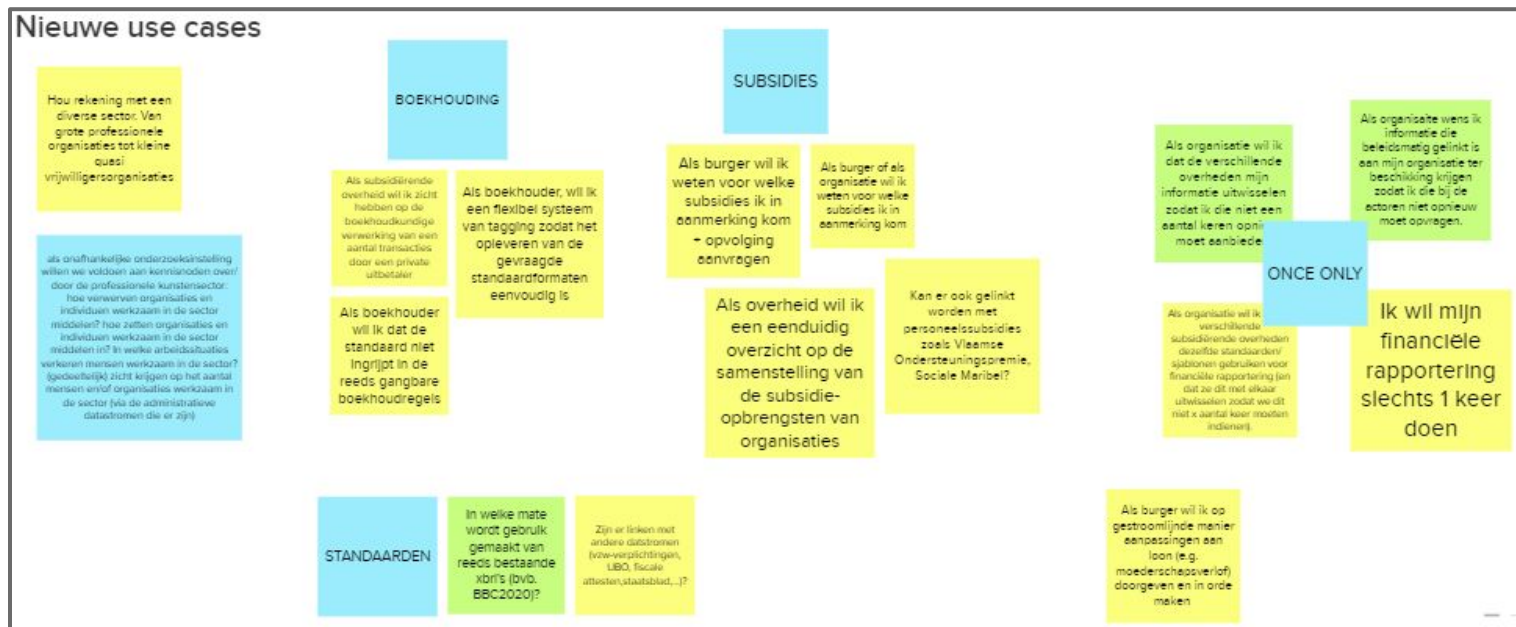 Nieuwe use cases
Hou rekening met een
diverse sector. Van
grote professionele
organisaties tot kleine
quasi
vrijwilligersorganisaties
als onafhankelijke onderzoeksinstelling
willen we voldoen aan kennisnoden over/
door de professionele kunstensector:
hoe verwerven organisaties en
individuen werkzaam in de sector
middelen? hoe zetten organisaties en
individuen werkzaam in de sector
middelen in? In welke arbeidssituaties
verkeren mensen werkzaam in de sector?
(gedeeltelijk) zicht krijgen op het aantal
mensen en/of organisaties werkzaam in
de sector (via de administratieve
datastromen die er zijn)
BOEKHOUDING
Als subsidiërende
overheid wil ik zicht
hebben op de
boekhoudkundige
verwerking van een
aantal transacties
door een private
uitbetaler
Als boekhouder, wil ik
een flexibel systeem
van tagging zodat het
opleveren van de
gevraagde
standaardformaten
eenvoudig is
Als boekhouder
wil ik dat de
standaard niet
ingrijpt in de
reeds gangbare
boekhoudregels
SUBSIDIES
Als burger wil ik
weten voor welke
subsidies ik in
aanmerking kom
+ opvolging
aanvragen
Als burger of als
organisatie wil ik
weten voor welke
subsidies ik in
aanmerking kom
Als overheid wil ik
een eenduidig
overzicht op de
samenstelling van
de subsidie-
opbrengsten van
organisaties
Kan er ook gelinkt
worden met
personeelssubsidies
zoals Vlaamse
Ondersteuningspremie,
Sociale Maribel?
Als organisatie wil ik
dat de verschillende
overheden mijn
informatie uitwisselen
zodat ik die niet een
aantal keren
moet
Als organisaite wens ik
informatie die
beleidsmatig gelinkt is
aan mijn organisatie ter
beschikking krijgen
zodat ik die bij de
actoren niet opnieuw
moet opvragen.
ONCE ONLY
Als organisatie wil ik
verschillende
subsidiërende overheden
dezelfde standaarden/
sjablonen gebruiken voor
financiële rapportering (en
dat ze dit met elkaar
uitwisselen zodat we dit
niet x aantal keer moeten
indienen).
Ik wil mijn
financiële
rapportering
slechts 1 keer
doen
STANDAARDEN
In welke mate
wordt gebruik
gemaakt van
reeds bestaande
xbrl's (bvb.
BBC2020)?
Zijn er linken met
andere datstromen
(vzw-verplichtingen,
UBO, fiscale
attesten,staatsblad,...)?
Als burger wil ik op
gestroomlijnde manier
aanpassingen aan
loon (e.g.
moederschapsverlof)
doorgeven en in orde
maken